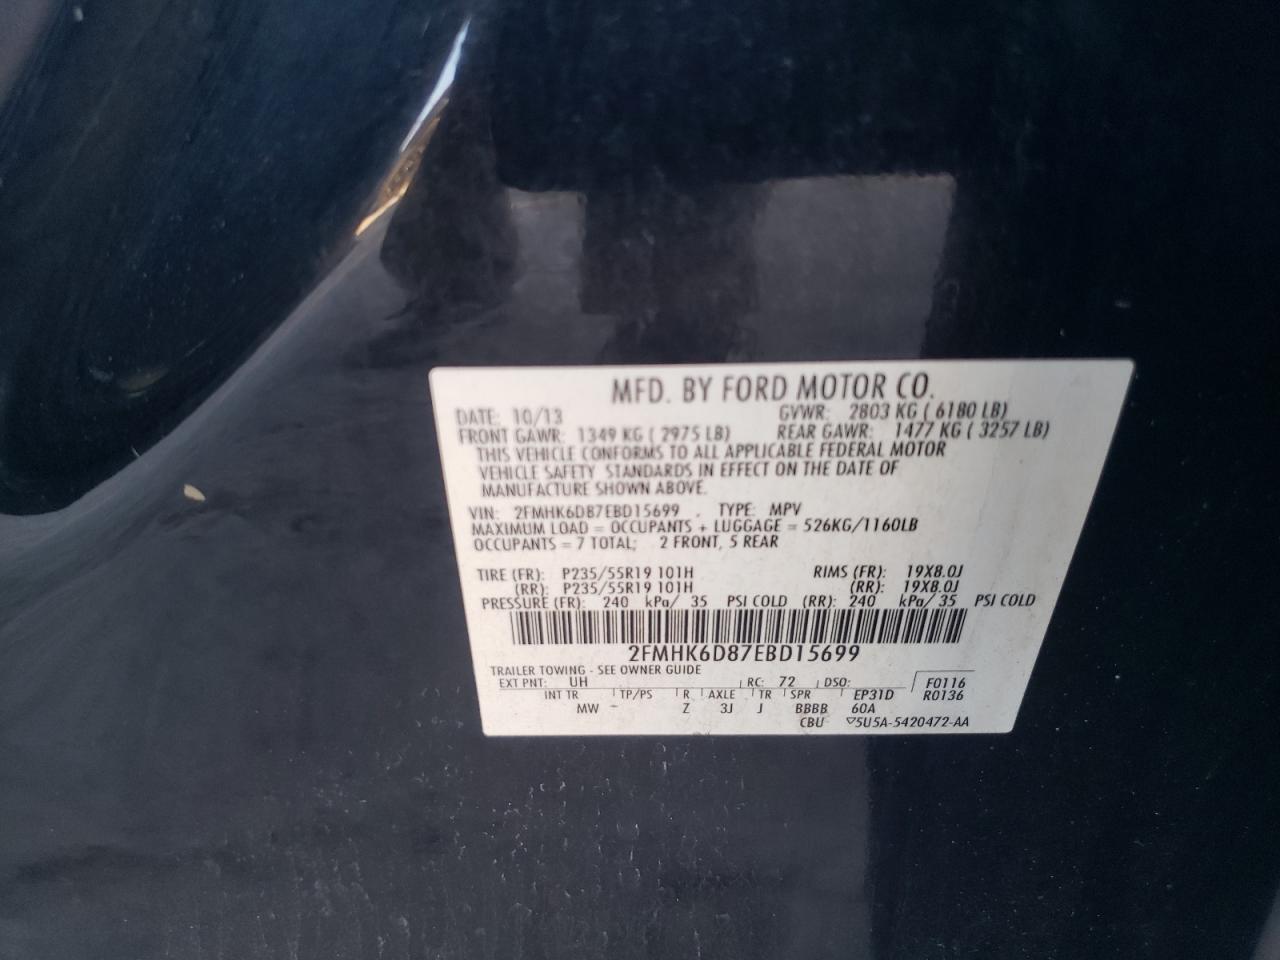 MFD. BY FORD MOTOR CO.
DATE: 10/13 GVWR: 2803 KG ( 6180 LB)
FRONT GAWR: 1349 KG ( 2975 LB) REAR GAWR: 1477 KG ( 3257 LB)
THIS VEHICLE CONFORMS TO ALL APPLICABLE FEDERAL MOTOR
VEHICLE SAFETY STANDARDS IN EFFECT ON THE DATE OF
MANUFACTURE SHOWN ABOVE.
VIN: 2FMHK6D87EBD15699 TYPE: MPV
MAXIMUM LOAD = OCCUPANTS + LUGGAGE = 526KG/1160LB
OCCUPANTS = 7 TOTAL; 2 FRONT, 5 REAR
TIRE (FR): P235/55R19 101H RIMS (FR): 19X8.0J
(RR): P235/55R19 101H (RR): 19X8.0J
PRESSURE (FR): 240 kPa/ 35 PSI COLD (RR): 240 kPa/ 35 PSI COLD
2FMHK6D87EBD15699
TRAILER TOWING - SEE OWNER GUIDE
EXT PNT: UH RC: 72 DSO: F0116
INT TR TP/PS R AXLE TR SPR EP31D R0136
MW - Z 3J J BBBB 60A
CBU ▽5U5A-5420472-AA